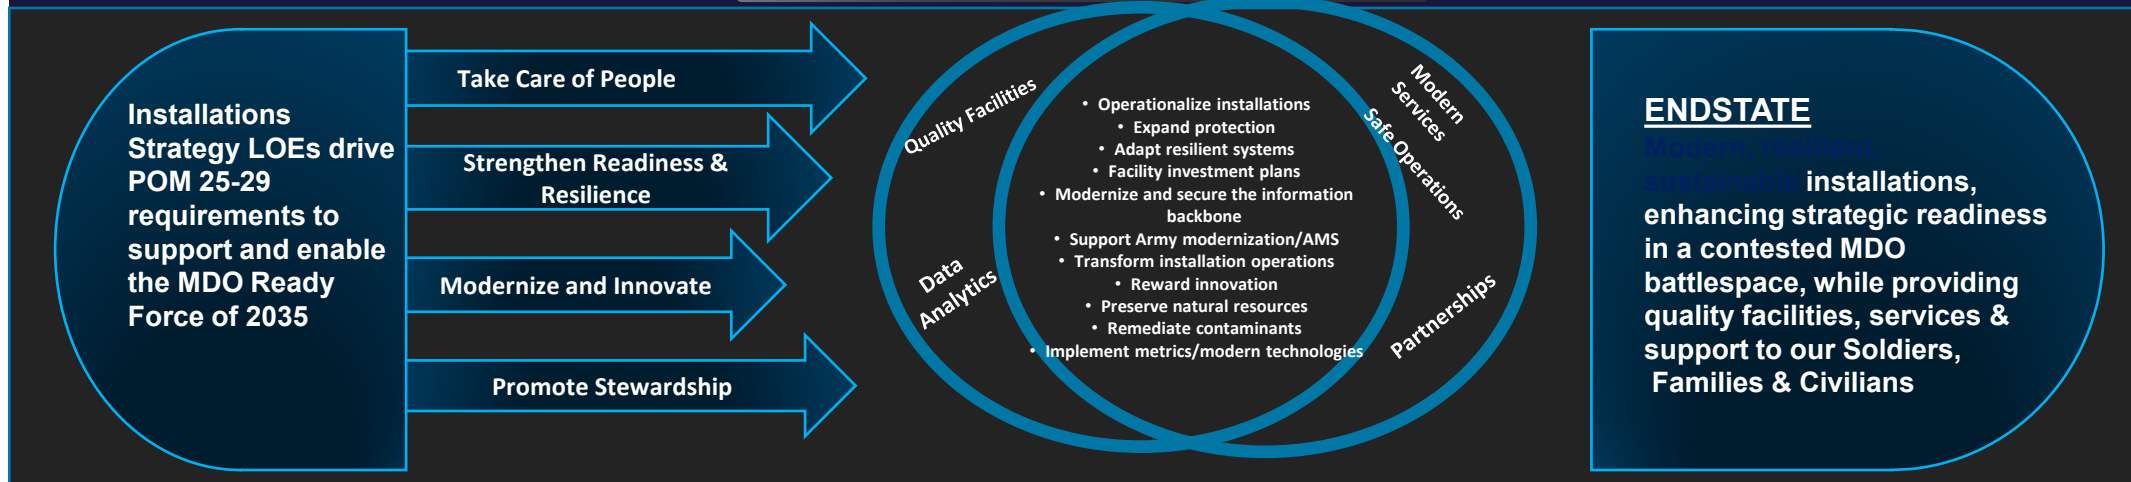 Installations
Strategy LOEs drive
POM 25-29
requirements to
support and enable
the MDO Ready
Force of 2035
Take Care of People
Strengthen Readiness &
Resilience
Modernize and Innovate
Promote Stewardship
Quality Facilities
Data
Analytics
• Operationalize installations
• Expand protection
• Adapt resilient systems
• Facility investment plans
• Modernize and secure the information
backbone
• Support Army modernization/AMS
• Transform installation operations
• Reward innovation
• Preserve natural resources
• Remediate contaminants
• Implement metrics/modern technologies
Modern
Services
Safe Operations
Partnerships
ENDSTATE
Modern, resilient,
sustainable installations,
enhancing strategic readiness
in a contested MDO
battlespace, while providing
quality facilities, services &
support to our Soldiers,
Families & Civilians